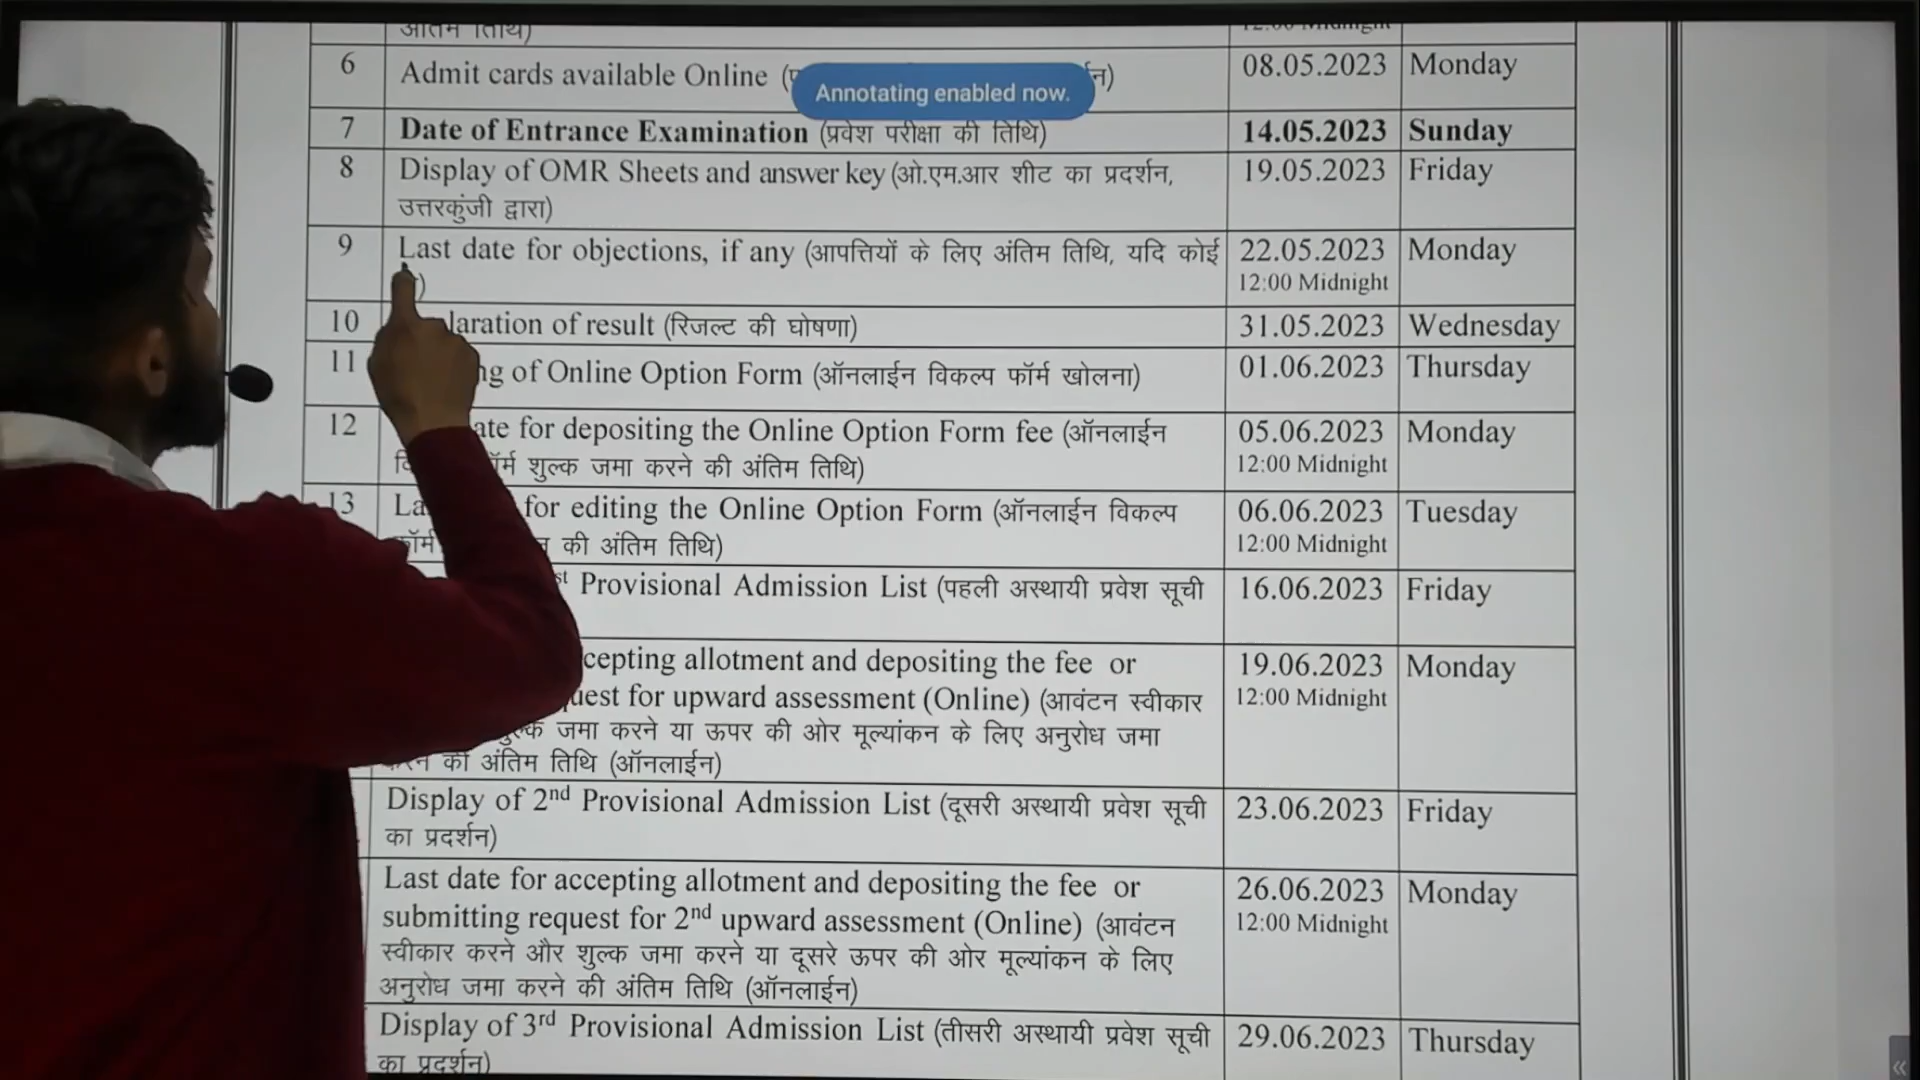 अंतिम तिथि)
12:00 Midnight
6 Admit cards available Online 08.05.2023 Monday
Annotating enabled now.
7 Date of Entrance Examination (प्रवेश परीक्षा की तिथि) 14.05.2023 Sunday
8 Display of OMR Sheets and answer key (ओ.एम.आर शीट का प्रदर्शन, 19.05.2023 Friday
उत्तरकुंजी द्वारा)
9 Last date for objections, if any (आपत्तियों के लिए अंतिम तिथि, यदि कोई 22.05.2023 Monday
12:00 Midnight
10 laration of result (रिजल्ट की घोषणा) 31.05.2023 Wednesday
11 ng of Online Option Form (ऑनलाईन विकल्प फॉर्म खोलना) 01.06.2023 Thursday
12 ate for depositing the Online Option Form fee (ऑनलाईन 05.06.2023 Monday
र्म शुल्क जमा करने की अंतिम तिथि) 12:00 Midnight
13 La for editing the Online Option Form (ऑनलाईन विकल्प 06.06.2023 Tuesday
की अंतिम तिथि) 12:00 Midnight
st Provisional Admission List (पहली अस्थायी प्रवेश सूची 16.06.2023 Friday
cepting allotment and depositing the fee or 19.06.2023 Monday
uest for upward assessment (Online) (आवंटन स्वीकार 12:00 Midnight
जमा करने या ऊपर की ओर मूल्यांकन के लिए अनुरोध जमा
करने की अंतिम तिथि (ऑनलाईन)
Display of 2nd Provisional Admission List (दूसरी अस्थायी प्रवेश सूची 23.06.2023 Friday
का प्रदर्शन)
Last date for accepting allotment and depositing the fee or 26.06.2023 Monday
submitting request for 2nd upward assessment (Online) (आवंटन 12:00 Midnight
स्वीकार करने और शुल्क जमा करने या दूसरे ऊपर की ओर मूल्यांकन के लिए
अनुरोध जमा करने की अंतिम तिथि (ऑनलाईन)
Display of 3rd Provisional Admission List (तीसरी अस्थायी प्रवेश सूची 29.06.2023 Thursday
का प्रदर्शन)